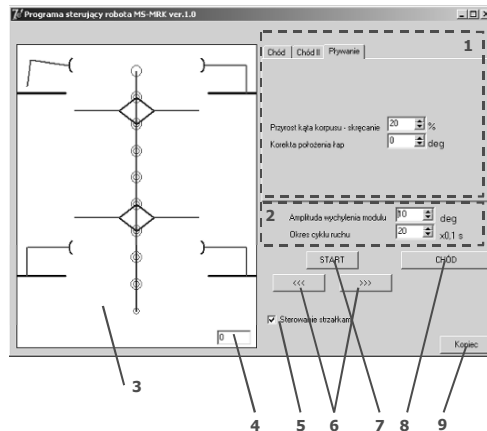 Programa sterujący robota MS-MRK ver.1.0
1
Chód Chód II Pływanie
Przyrost kąta korpusu - skręcanie 20 %
Korekta położenia łap 0 deg
2
Amplituda wychylenia modułu 10 deg
Okres cyklu ruchu 20 x0,1 s
START CHÓD
<<< >>>
Sterowanie strzałkami
0
Kopiec
3
4 5 6 7 8 9